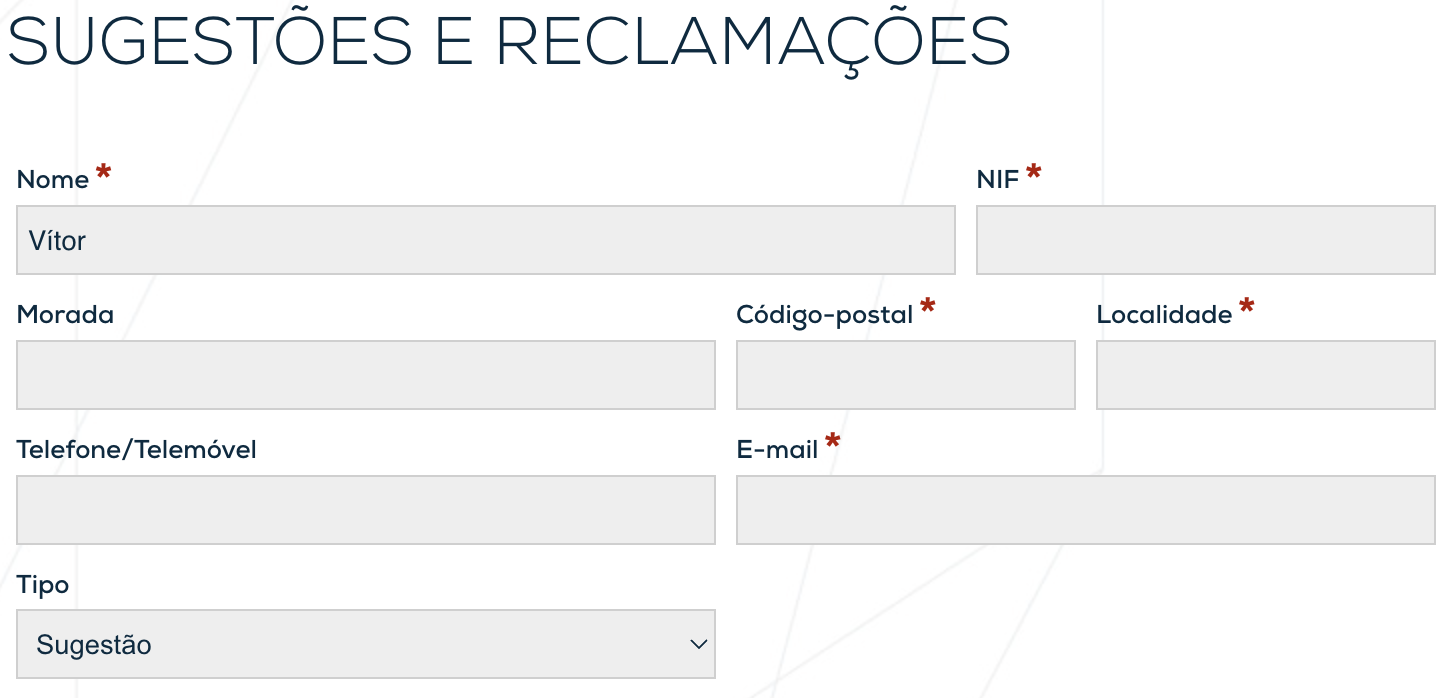 SUGESTÕES E RECLAMAÇÕES
Nome * NIF *
Vítor
Morada Código-postal * Localidade *
Telefone/Telemóvel E-mail *
Tipo
Sugestão